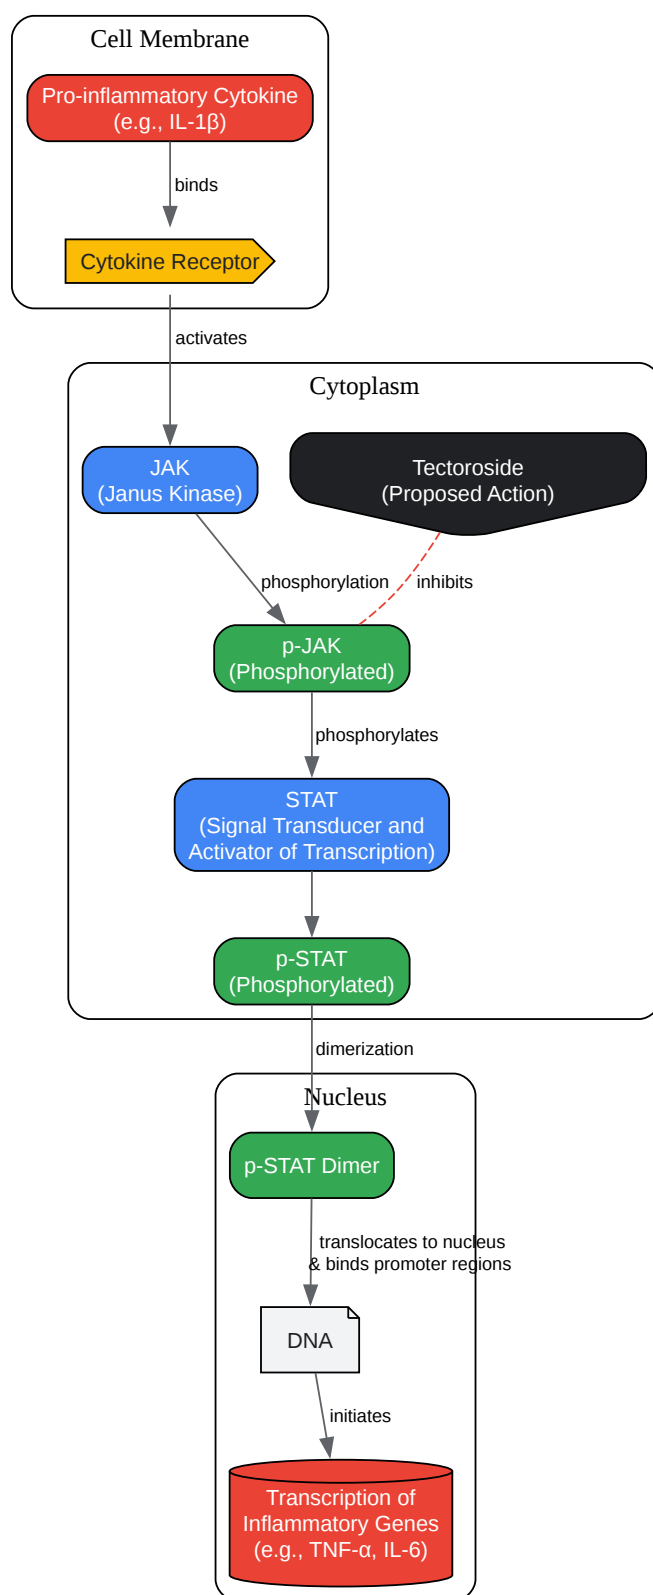 Cell Membrane
Pro-inflammatory Cytokine
(e.g., IL-1β)
binds
Cytokine Receptor
activates
Cytoplasm
JAK
(Janus Kinase)
Tectoroside
(Proposed Action)
phosphorylation
inhibits
p-JAK
(Phosphorylated)
phosphorylates
STAT
(Signal Transducer and
Activator of Transcription)
p-STAT
(Phosphorylated)
dimerization
Nucleus
p-STAT Dimer
translocates to nucleus
& binds promoter regions
DNA
initiates
Transcription of
Inflammatory Genes
(e.g., TNF-α, IL-6)